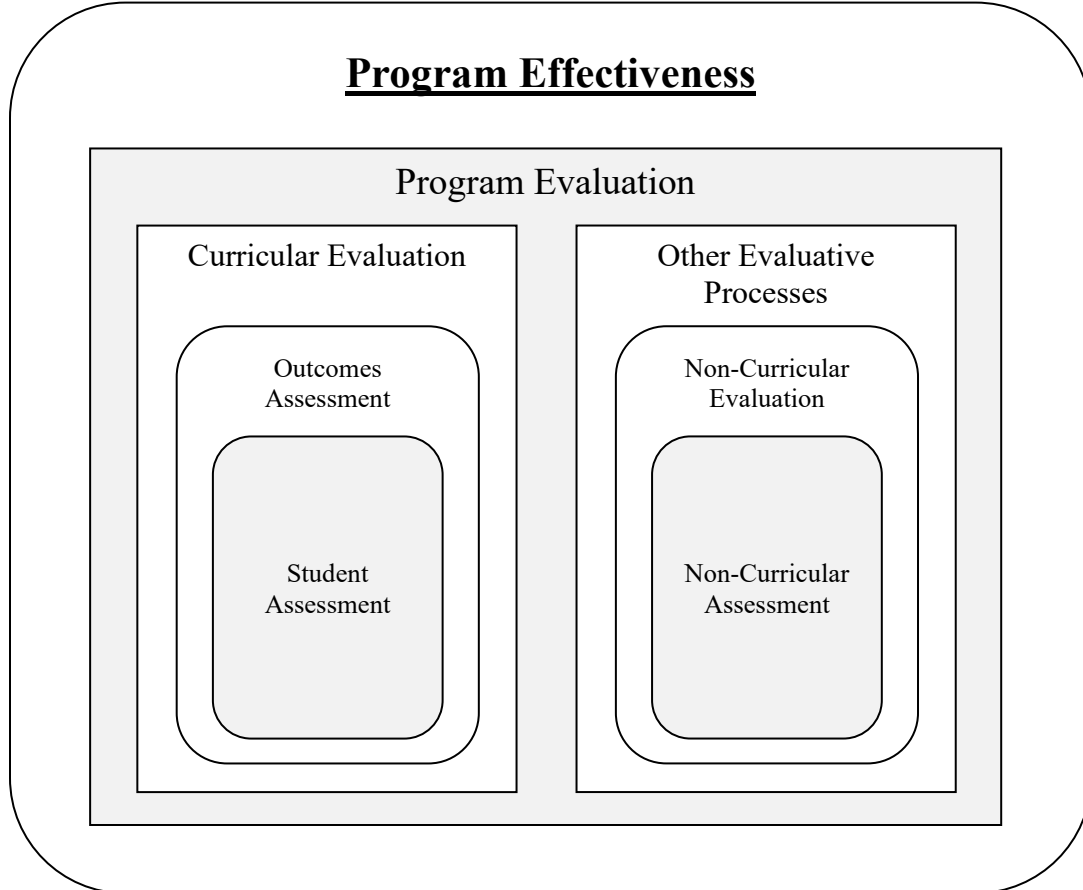 Program Effectiveness
Program Evaluation
Curricular Evaluation
Outcomes
Assessment
Student
Assessment
Other Evaluative
Processes
Non-Curricular
Evaluation
Non-Curricular
Assessment